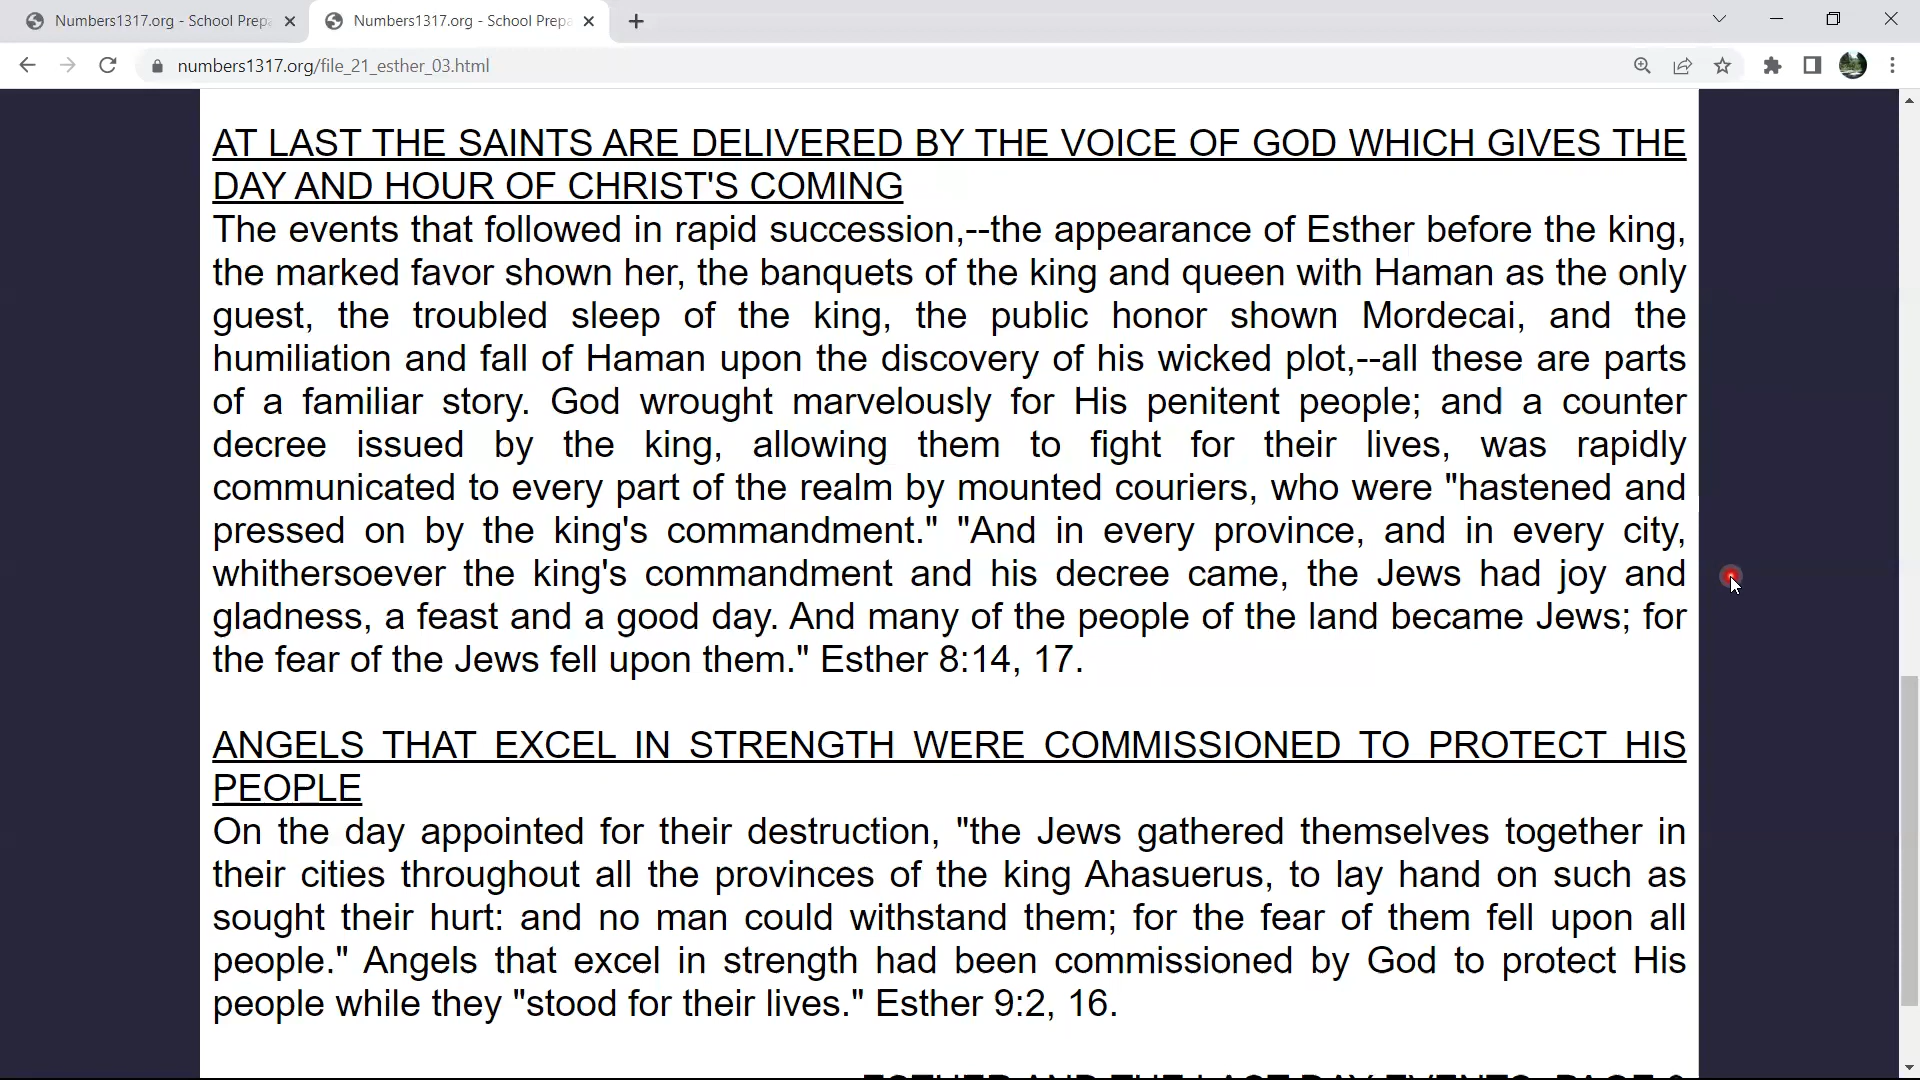 Numbers1317.org - School Prepa
Numbers1317.org - School Prepa
numbers1317.org/file_21_esther_03.html
AT LAST THE SAINTS ARE DELIVERED BY THE VOICE OF GOD WHICH GIVES THE
DAY AND HOUR OF CHRIST'S COMING
The events that followed in rapid succession,--the appearance of Esther before the king,
the marked favor shown her, the banquets of the king and queen with Haman as the only
guest, the troubled sleep of the king, the public honor shown Mordecai, and the
humiliation and fall of Haman upon the discovery of his wicked plot,--all these are parts
of a familiar story. God wrought marvelously for His penitent people; and a counter
decree issued by the king, allowing them to fight for their lives, was rapidly
communicated to every part of the realm by mounted couriers, who were "hastened and
pressed on by the king's commandment." "And in every province, and in every city,
whithersoever the king's commandment and his decree came, the Jews had joy and
gladness, a feast and a good day. And many of the people of the land became Jews; for
the fear of the Jews fell upon them." Esther 8:14, 17.
ANGELS THAT EXCEL IN STRENGTH WERE COMMISSIONED TO PROTECT HIS
PEOPLE
On the day appointed for their destruction, "the Jews gathered themselves together in
their cities throughout all the provinces of the king Ahasuerus, to lay hand on such as
sought their hurt: and no man could withstand them; for the fear of them fell upon all
people." Angels that excel in strength had been commissioned by God to protect His
people while they "stood for their lives." Esther 9:2, 16.
ESTHER AND THE LAST DAY EVENTS, PAGE